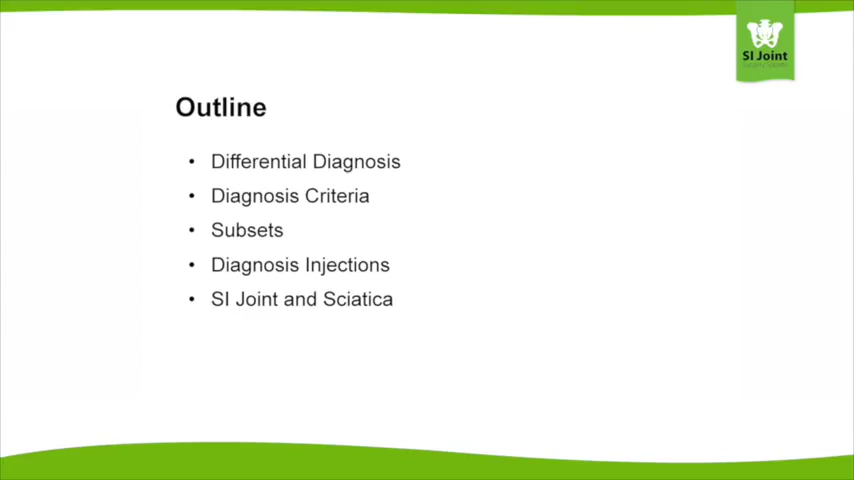 SI Joint
Outline
• Differential Diagnosis
• Diagnosis Criteria
• Subsets
• Diagnosis Injections
• SI Joint and Sciatica